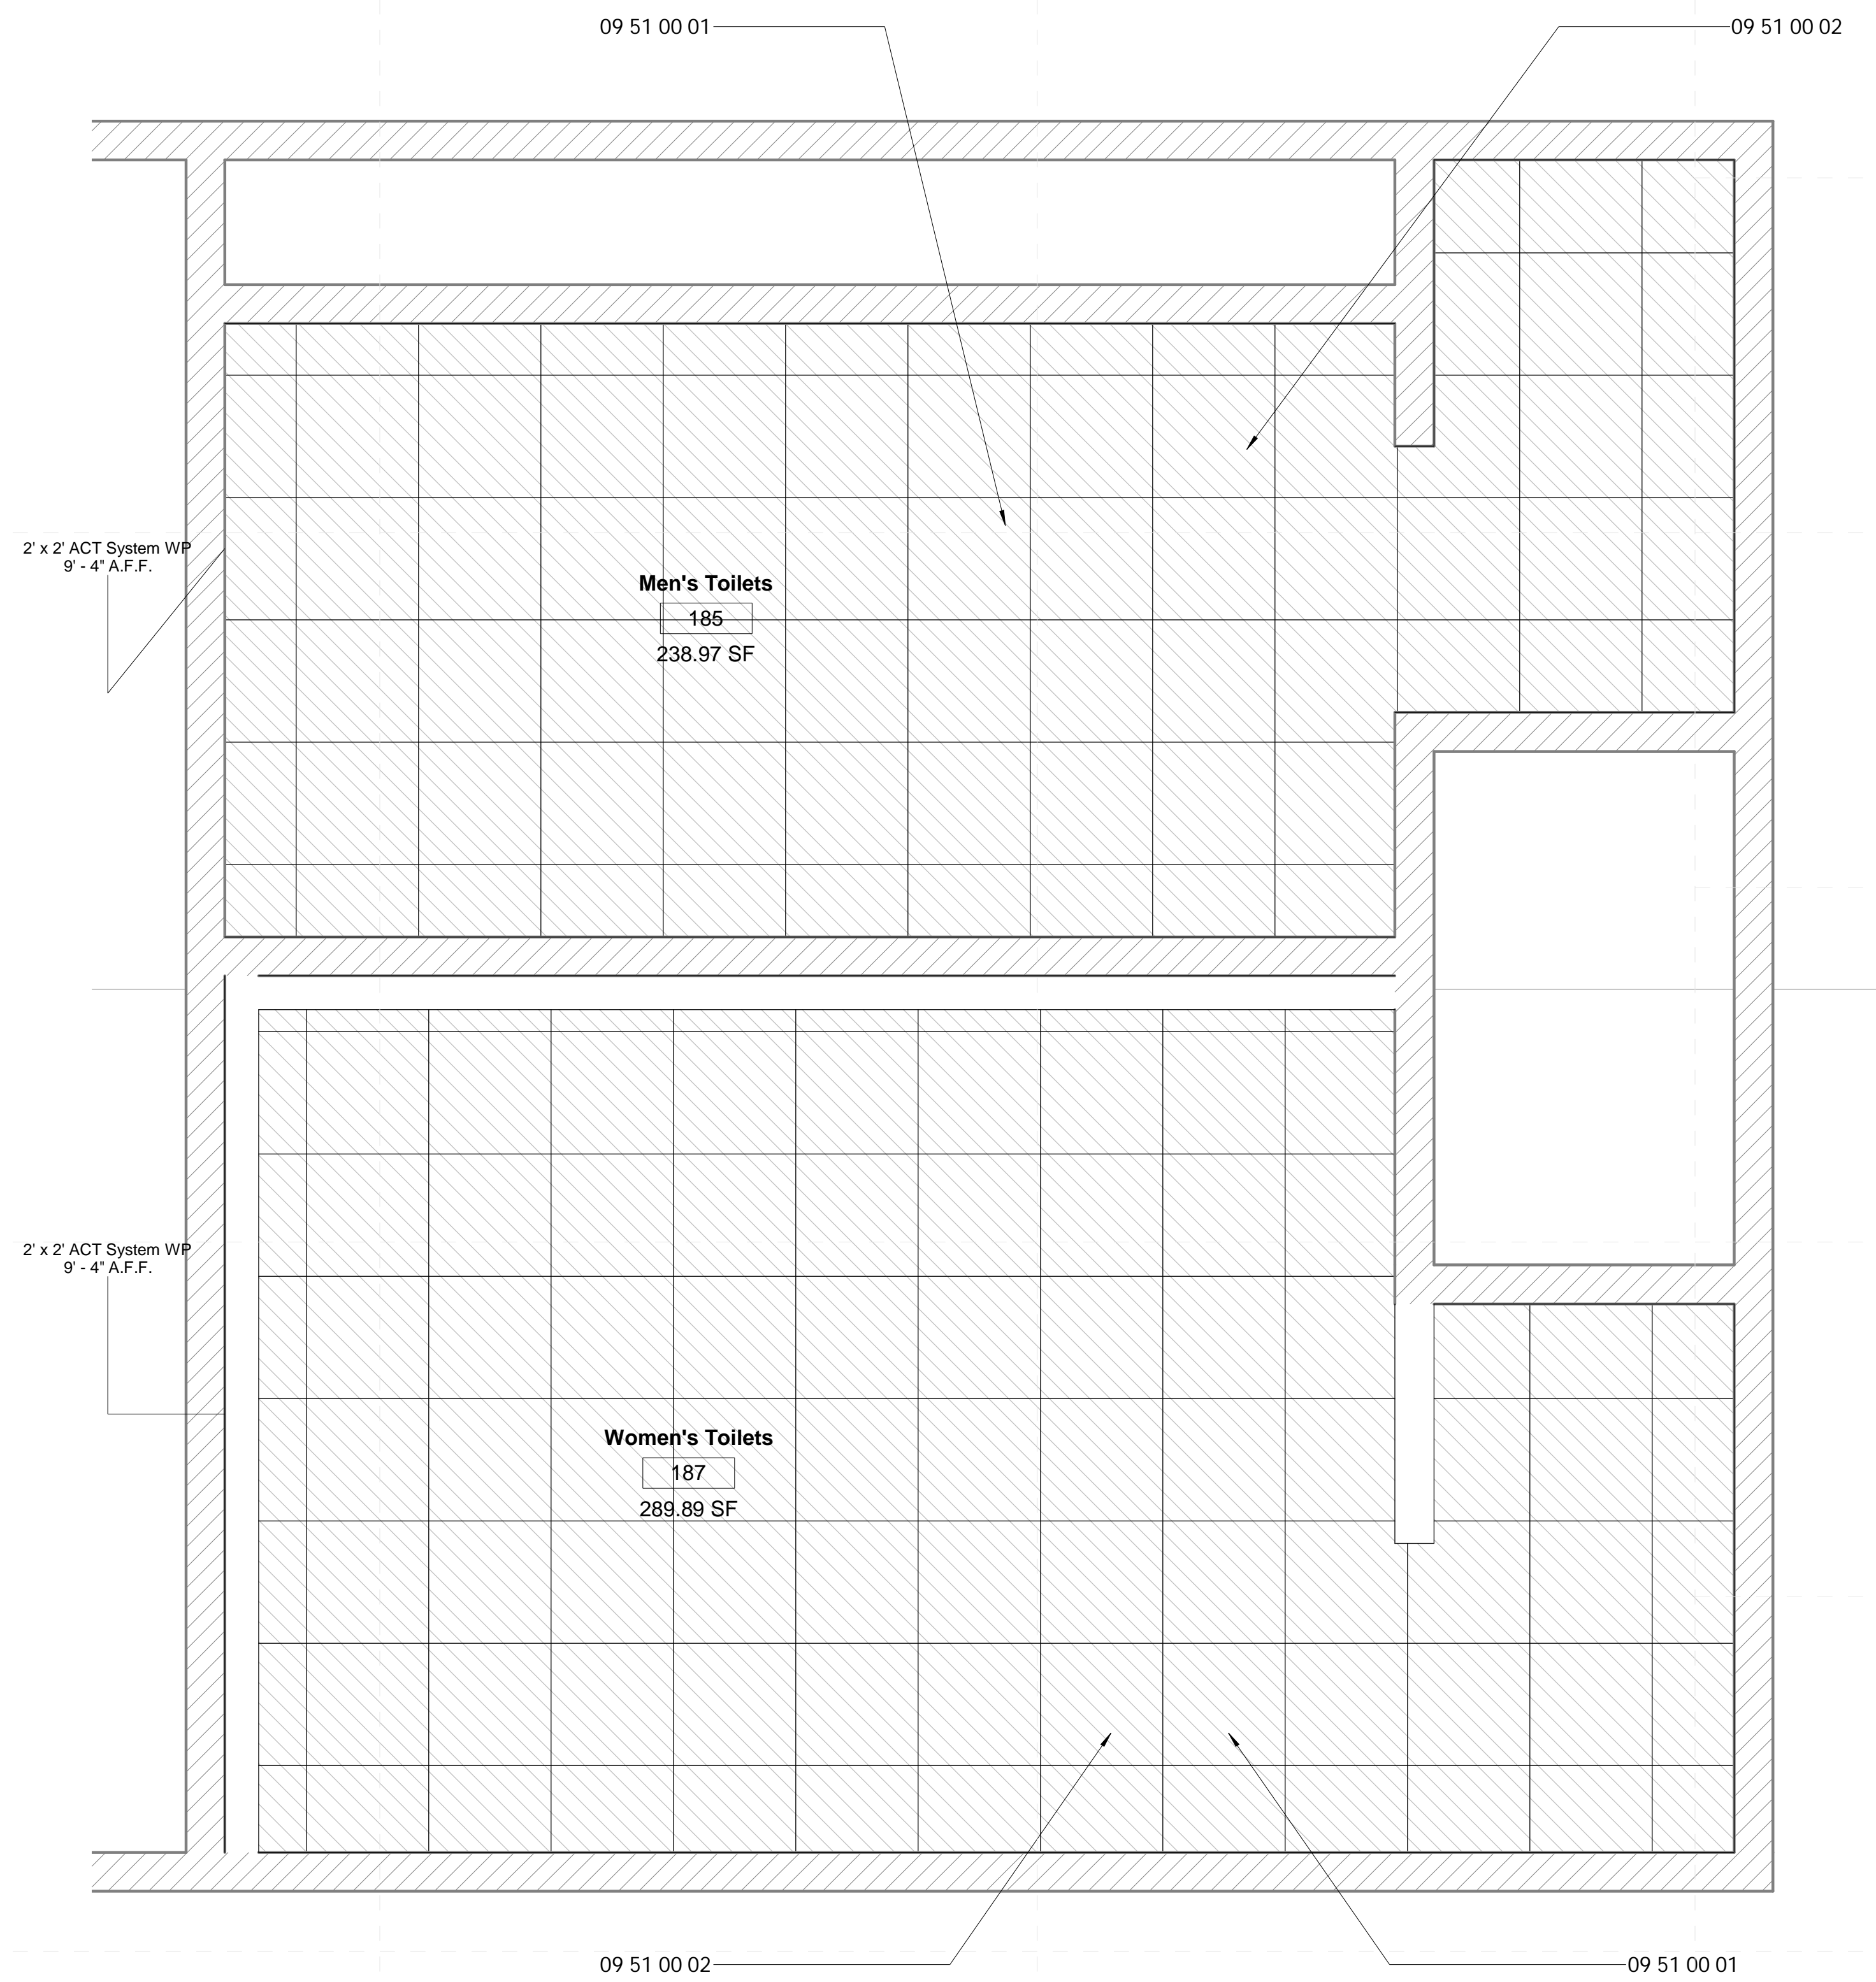 09 51 00 01
09 51 00 02
2' x 2' ACT System WP
9' - 4" A.F.F.
Men's Toilets
185
238.97 SF
2' x 2' ACT System WP
9' - 4" A.F.F.
Women's Toilets
187
289.89 SF
09 51 00 02
09 51 00 01